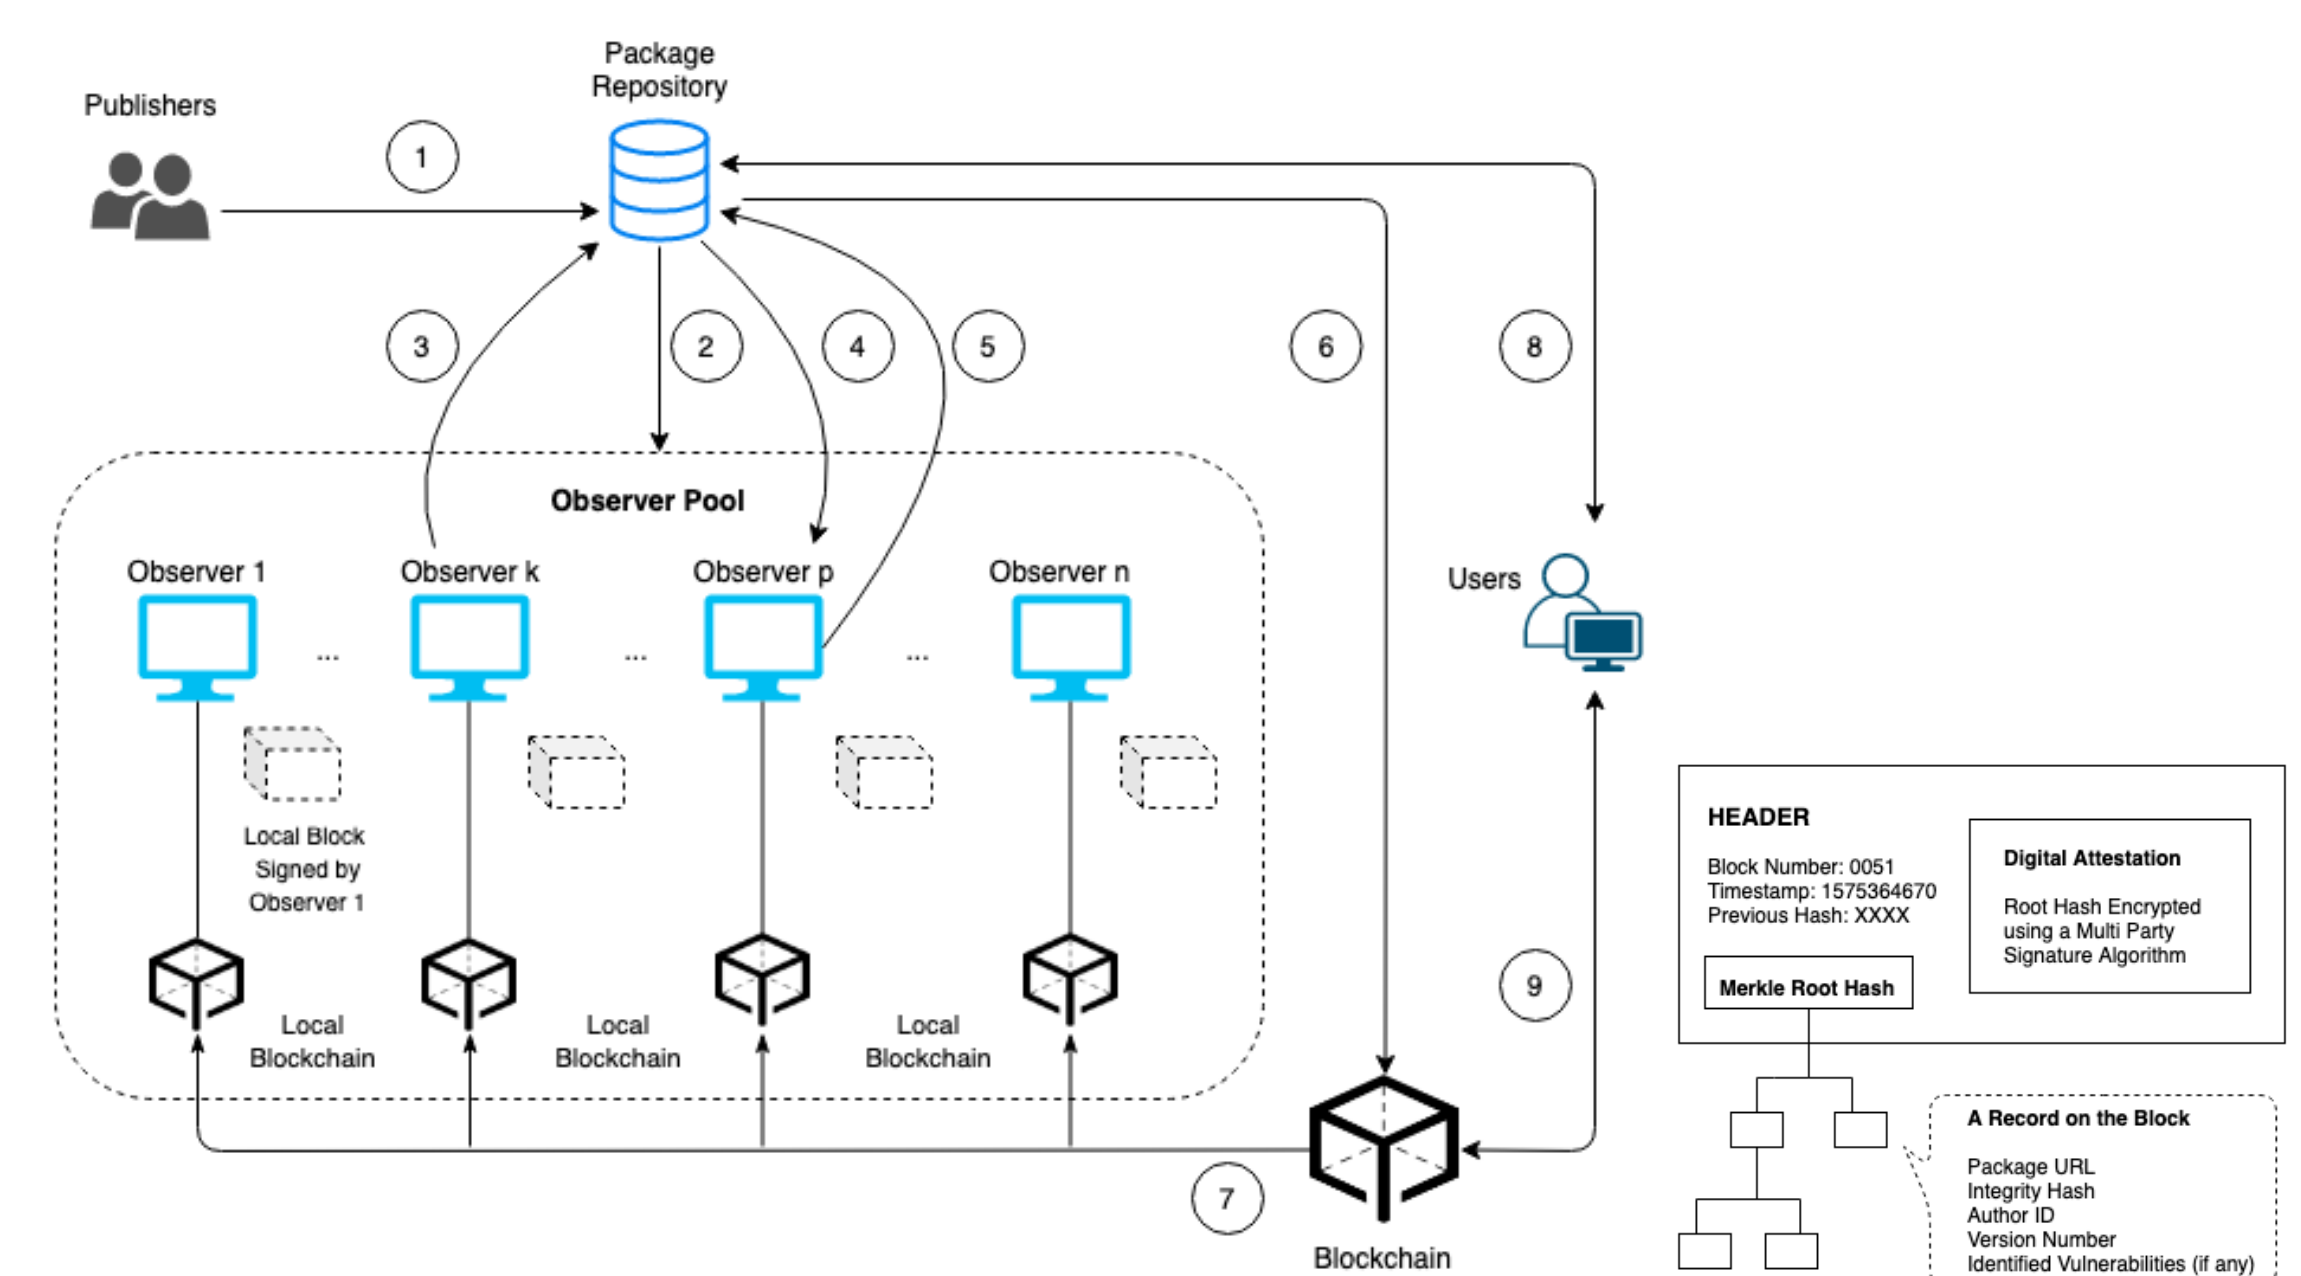 Package
Repository
Publishers
1
3
2
4
5
6
8
Observer Pool
Observer 1
Observer k
Observer p
Observer n
...
...
...
Users
Local Block
Signed by
Observer 1
Local
Blockchain
Local
Blockchain
Local
Blockchain
9
7
Blockchain
HEADER
Block Number: 0051
Timestamp: 1575364670
Previous Hash: XXXX
Merkle Root Hash
Digital Attestation
Root Hash Encrypted
using a Multi Party
Signature Algorithm
A Record on the Block
Package URL
Integrity Hash
Author ID
Version Number
Identified Vulnerabilities (if any)